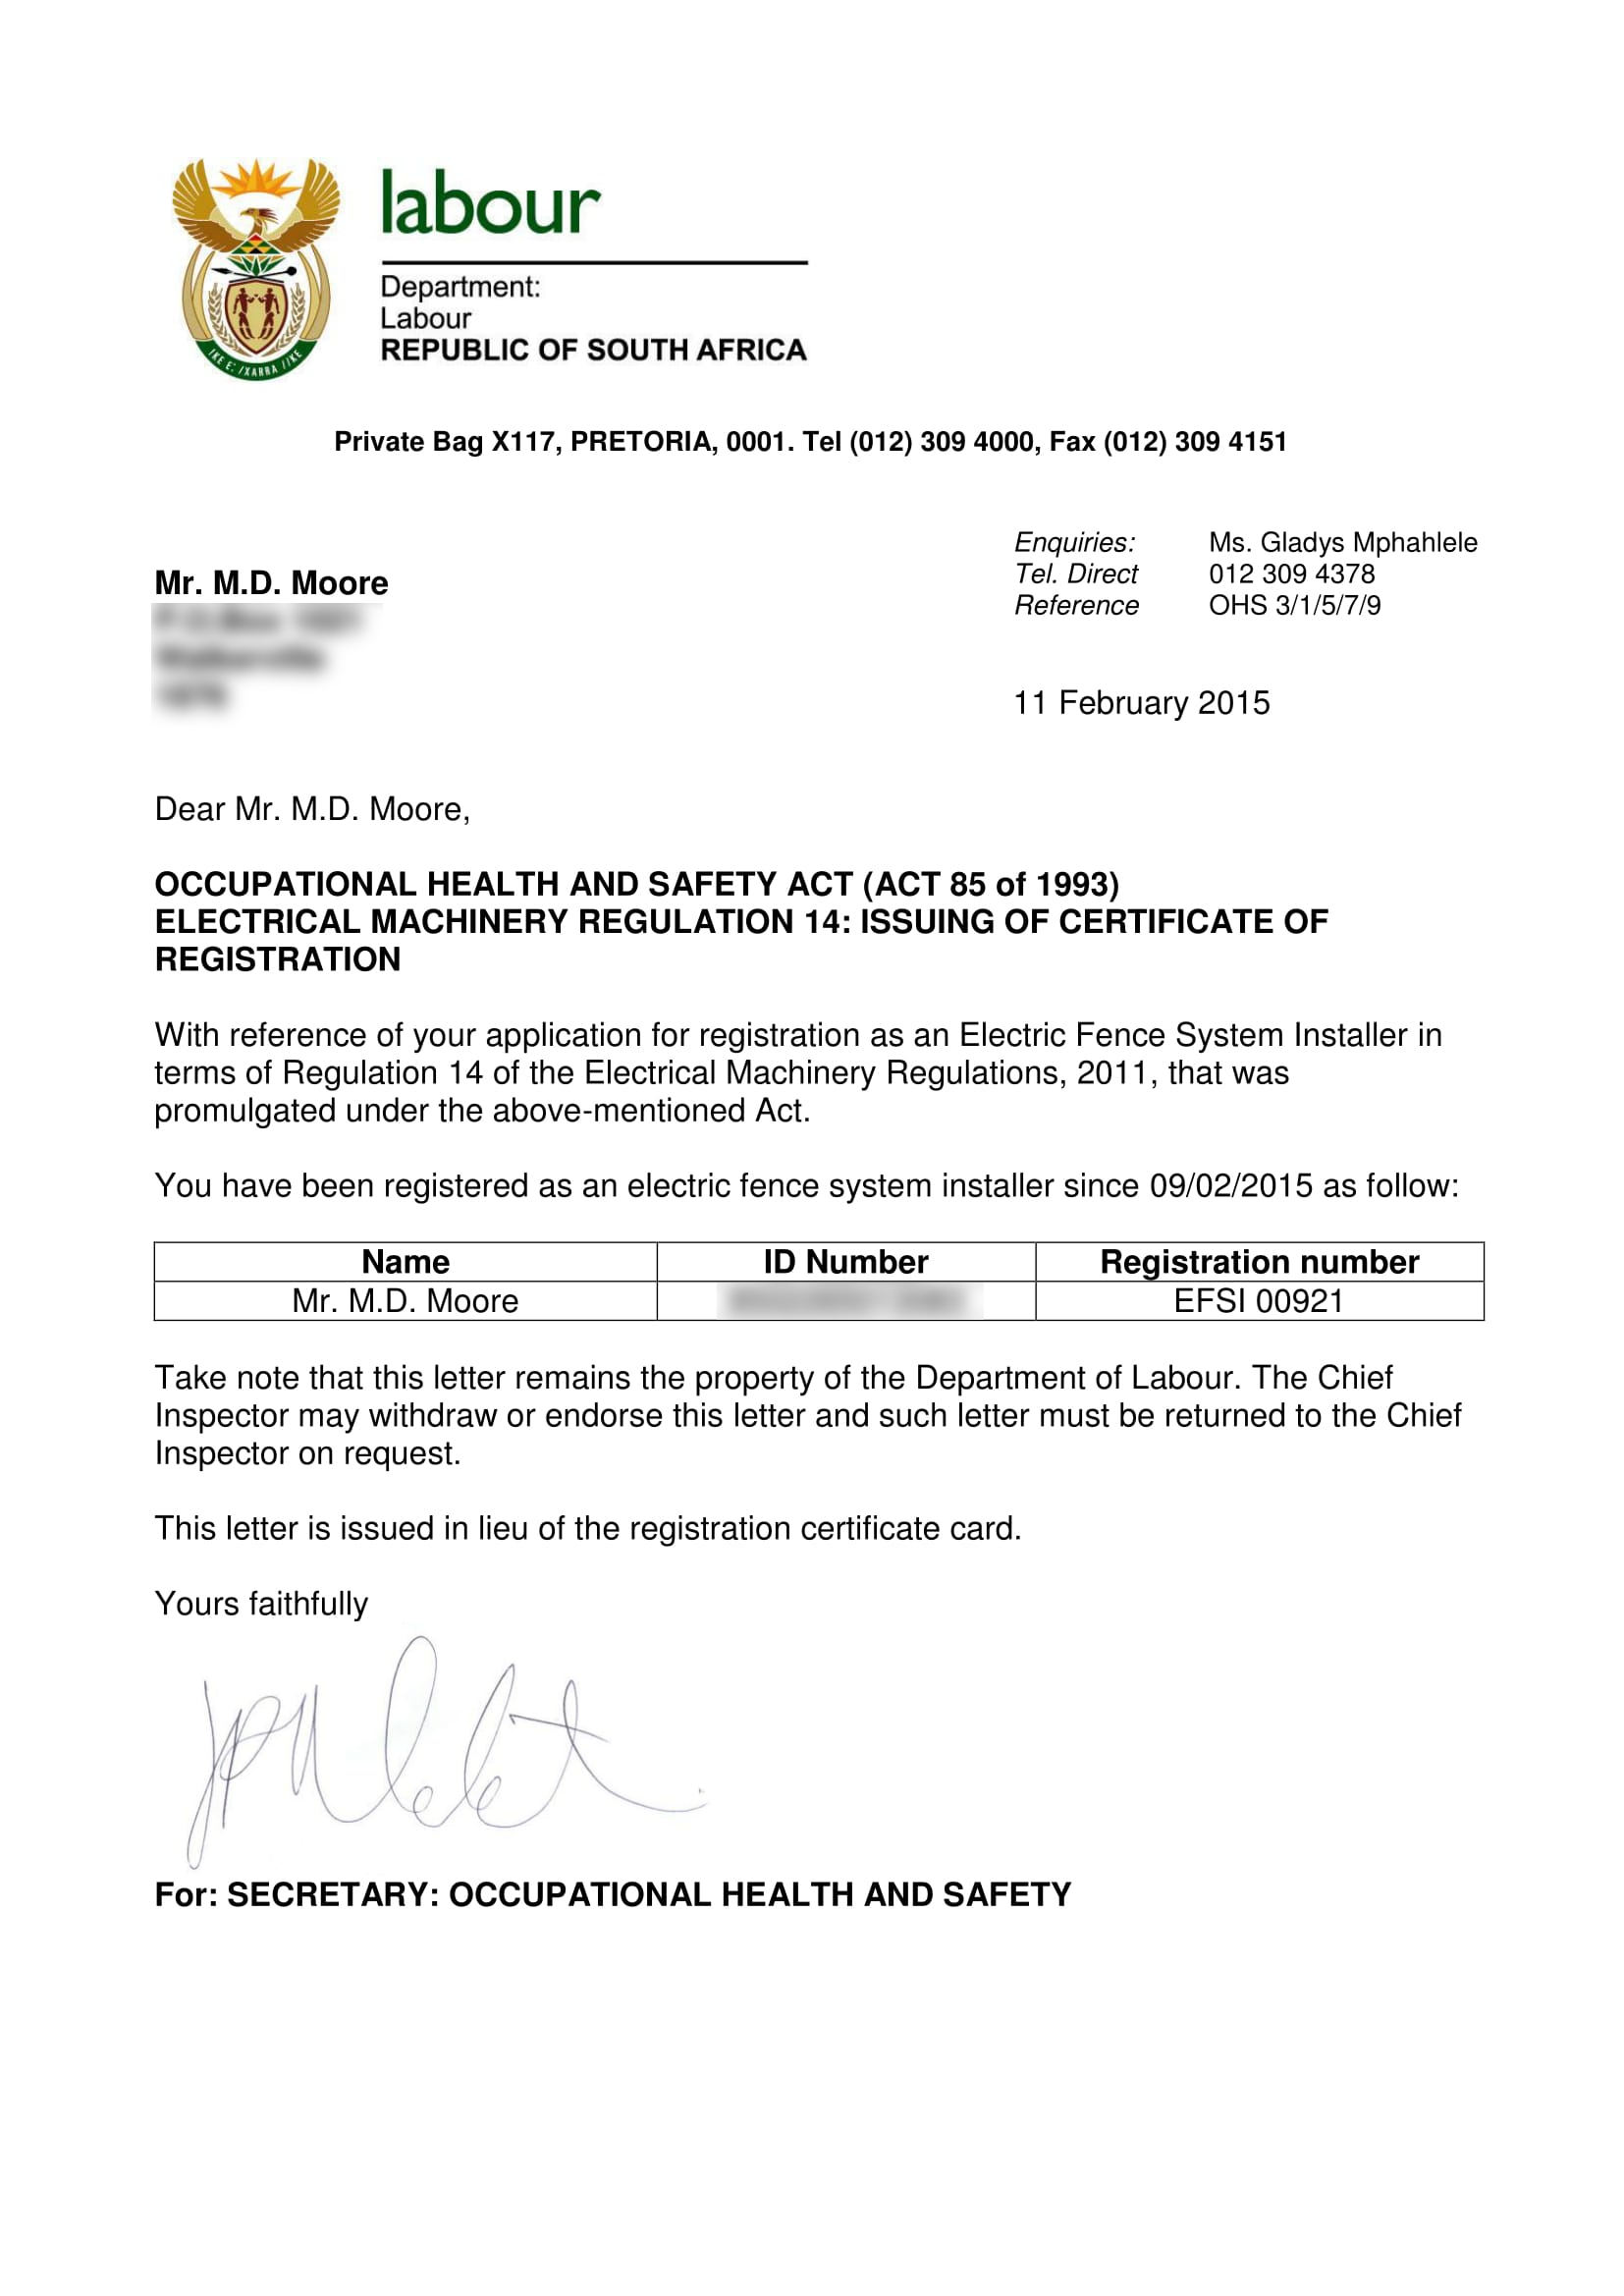 labour
Department:
Labour
REPUBLIC OF SOUTH AFRICA
!KE E: /XARRA //KE
Private Bag X117, PRETORIA, 0001. Tel (012) 309 4000, Fax (012) 309 4151
Enquiries: Ms. Gladys Mphahlele
Tel. Direct 012 309 4378
Reference OHS 3/1/5/7/9
Mr. M.D. Moore
11 February 2015
Dear Mr. M.D. Moore,
OCCUPATIONAL HEALTH AND SAFETY ACT (ACT 85 of 1993)
ELECTRICAL MACHINERY REGULATION 14: ISSUING OF CERTIFICATE OF
REGISTRATION
With reference of your application for registration as an Electric Fence System Installer in
terms of Regulation 14 of the Electrical Machinery Regulations, 2011, that was
promulgated under the above-mentioned Act.
You have been registered as an electric fence system installer since 09/02/2015 as follow:
Name ID Number Registration number
Mr. M.D. Moore EFSI 00921
Take note that this letter remains the property of the Department of Labour. The Chief
Inspector may withdraw or endorse this letter and such letter must be returned to the Chief
Inspector on request.
This letter is issued in lieu of the registration certificate card.
Yours faithfully
For: SECRETARY: OCCUPATIONAL HEALTH AND SAFETY